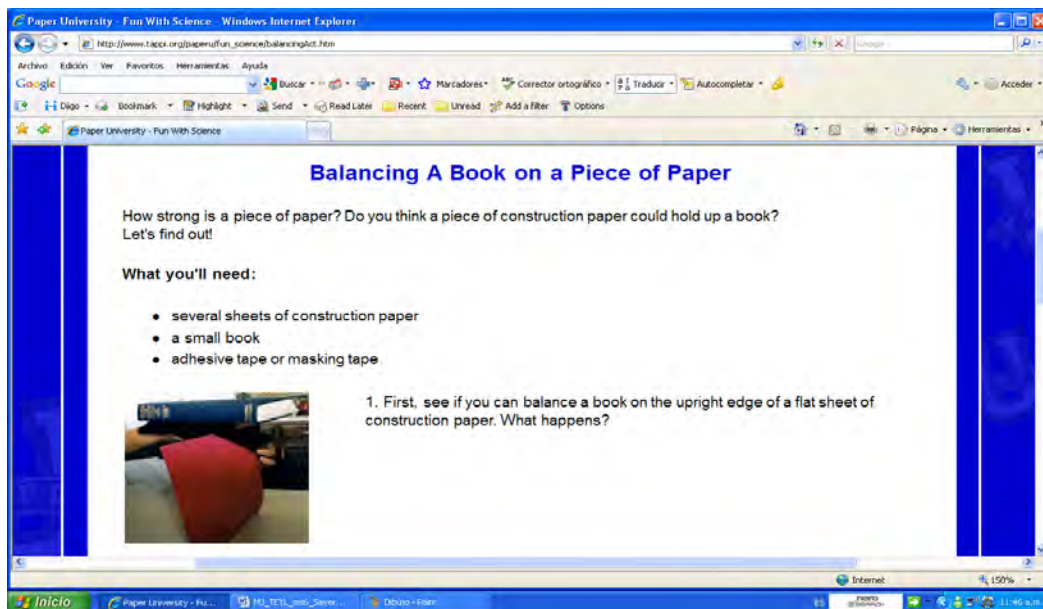 Paper University - Fun With Science - Windows Internet Explorer
http://www.tappi.org/paperu/fun_science/balancingAct.htm
Google
Archivo Edición Ver Favoritos Herramientas Ayuda
Google Buscar Marcadores Corrector ortográfico Traducir Autocompletar Acceder
Diigo Bookmark Highlight Send Read Later Recent Unread Add a filter Options
Paper University - Fun With Science Página Herramientas
Balancing A Book on a Piece of Paper
How strong is a piece of paper? Do you think a piece of construction paper could hold up a book?
Let's find out!
What you'll need:
• several sheets of construction paper
• a small book
• adhesive tape or masking tape
1. First, see if you can balance a book on the upright edge of a flat sheet of
construction paper. What happens?
Internet 150%
Inicio Paper University - Fu... Dibujo - Paint ES 11:46 a.m.